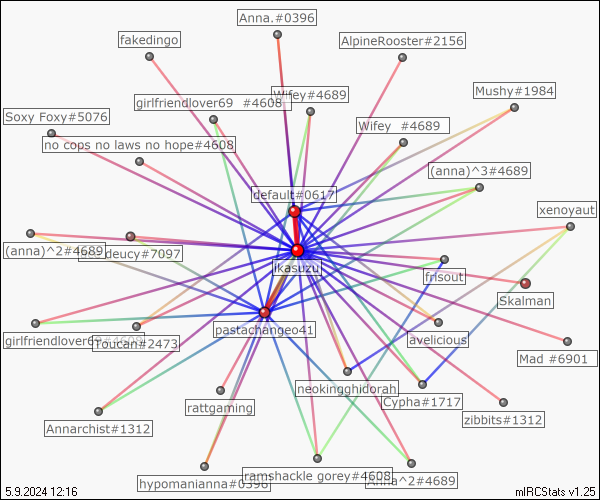 Anna.#0396
fakedingo
AlpineRooster#2156
Mushy#1984
Wifey#4689
girlfriendlover69 #4608
Soxy Foxy#5076
Wifey #4689
no cops no laws no hope#4608
(anna)^3#4689
default#0617
xenoyaut
(anna)^2#4689
deucy#7097
ikasuzu
frisout
Skalman
pastachangeo41
girlfriendlover
Toucan#2473
avelicious
Mad #6901
neokingghidorah
Cypha#1717
rattgaming
zibbits#1312
Annarchist#1312
hypomanianna#0396
ramshackle gorey#4608
Anna^2#4689
5.9.2024 12:16
mIRCStats v1.25